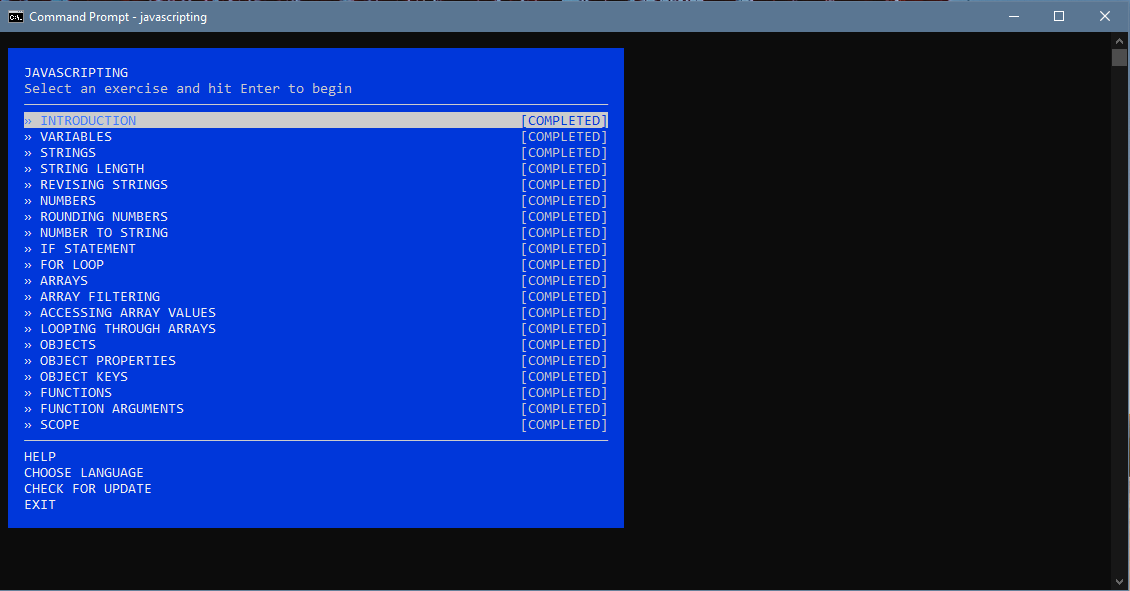 Command Prompt - javascripting
JAVASCRIPTING
Select an exercise and hit Enter to begin
» INTRODUCTION [COMPLETED]
» VARIABLES [COMPLETED]
» STRINGS [COMPLETED]
» STRING LENGTH [COMPLETED]
» REVISING STRINGS [COMPLETED]
» NUMBERS [COMPLETED]
» ROUNDING NUMBERS [COMPLETED]
» NUMBER TO STRING [COMPLETED]
» IF STATEMENT [COMPLETED]
» FOR LOOP [COMPLETED]
» ARRAYS [COMPLETED]
» ARRAY FILTERING [COMPLETED]
» ACCESSING ARRAY VALUES [COMPLETED]
» LOOPING THROUGH ARRAYS [COMPLETED]
» OBJECTS [COMPLETED]
» OBJECT PROPERTIES [COMPLETED]
» OBJECT KEYS [COMPLETED]
» FUNCTIONS [COMPLETED]
» FUNCTION ARGUMENTS [COMPLETED]
» SCOPE [COMPLETED]
HELP
CHOOSE LANGUAGE
CHECK FOR UPDATE
EXIT